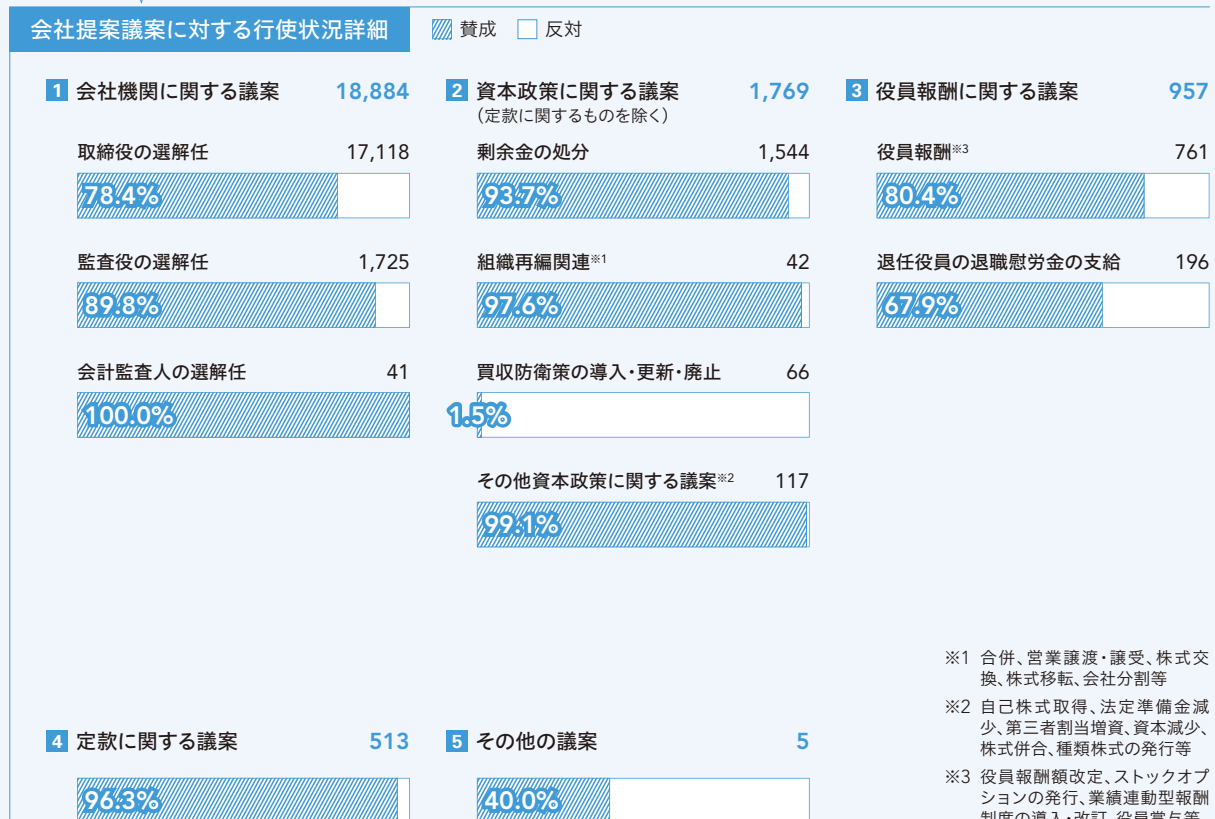 会社提案議案に対する行使状況詳細
賛成 反対
1 会社機関に関する議案 18,884
取締役の選解任 17,118
78.4%
監査役の選解任 1,725
89.8%
会計監査人の選解任 41
100.0%
2 資本政策に関する議案 1,769
(定款に関するものを除く)
剰余金の処分 1,544
93.7%
組織再編関連※1 42
97.6%
買収防衛策の導入・更新・廃止 66
1.5%
その他資本政策に関する議案※2 117
99.1%
3 役員報酬に関する議案 957
役員報酬※3 761
80.4%
退任役員の退職慰労金の支給 196
67.9%
4 定款に関する議案 513
96.3%
5 その他の議案 5
40.0%
※1 合併、営業譲渡・譲受、株式交
換、株式移転、会社分割等
※2 自己株式取得、法定準備金減
少、第三者割当増資、資本減少、
株式併合、種類株式の発行等
※3 役員報酬額改定、ストックオプ
ションの発行、業績連動型報酬
制度の導入・改訂、役員賞与等